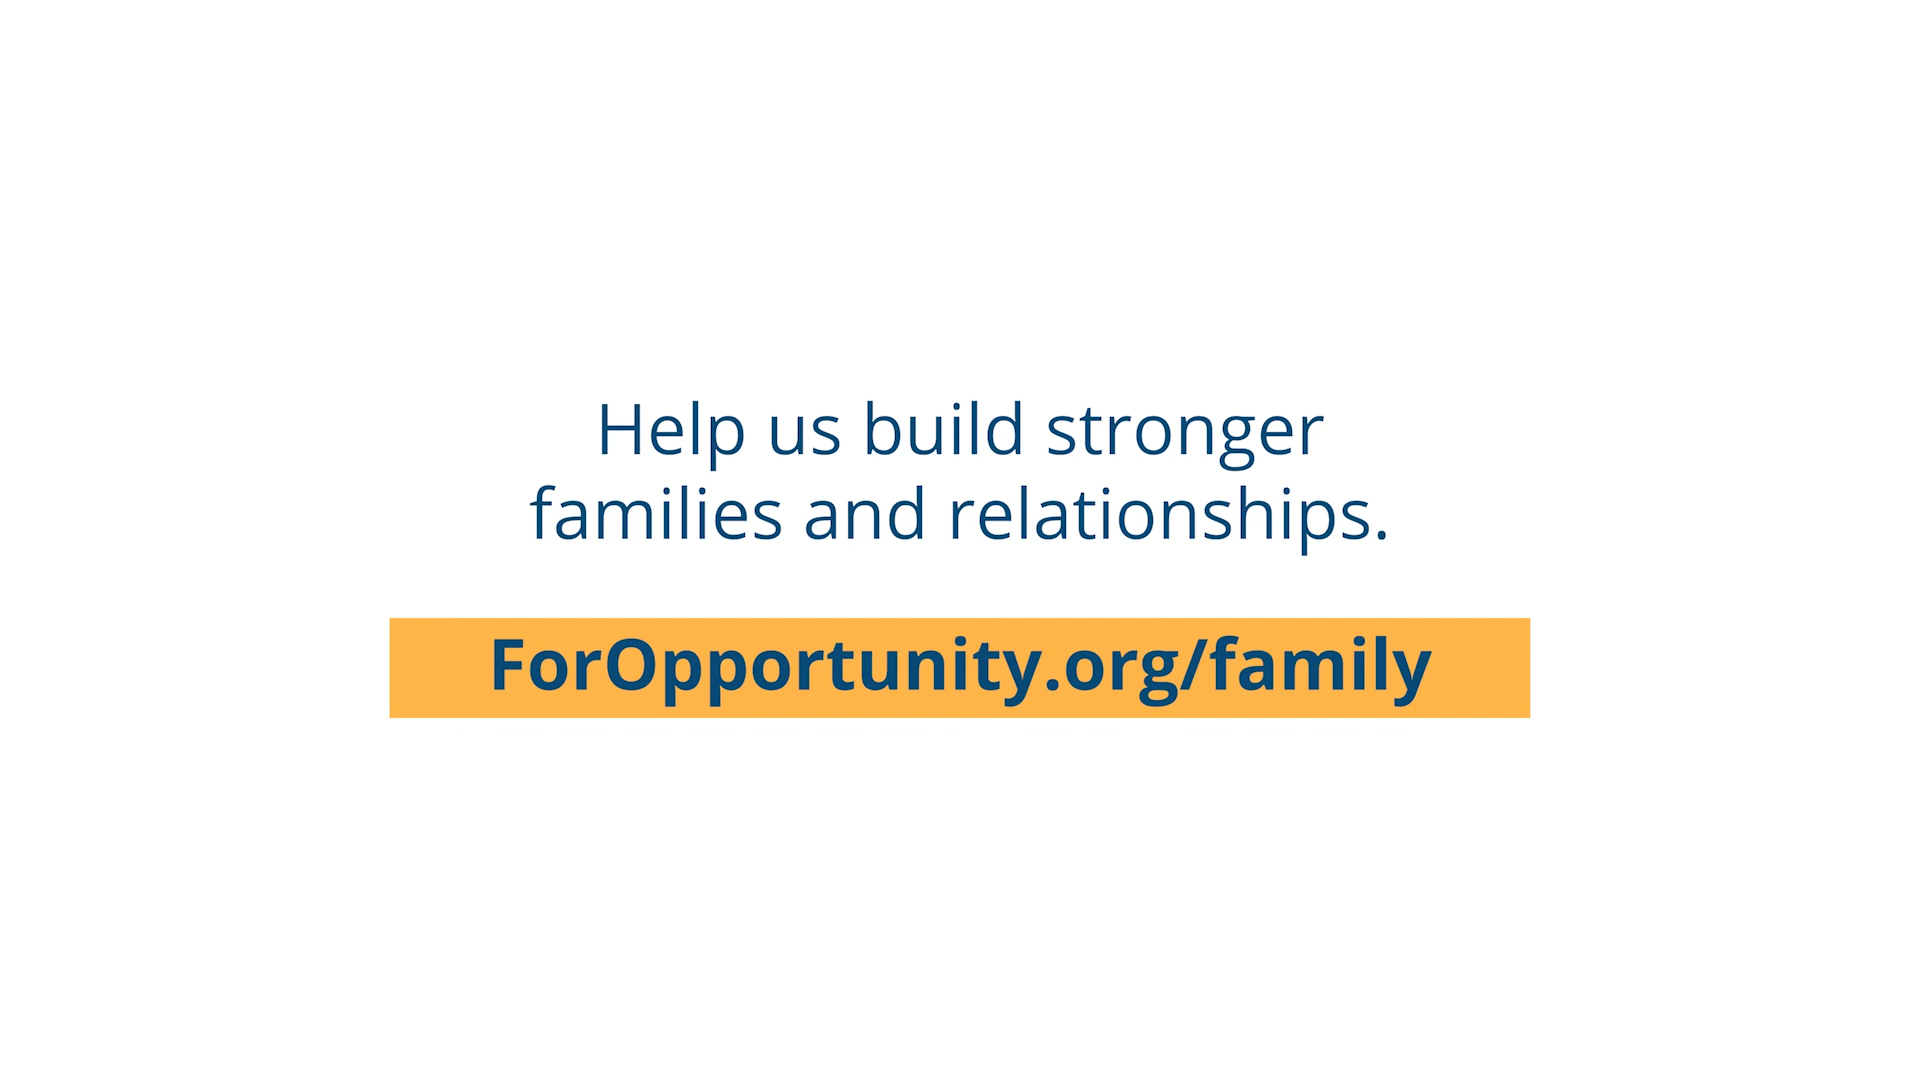 Help us build stronger
families and relationships.
ForOpportunity.org/family